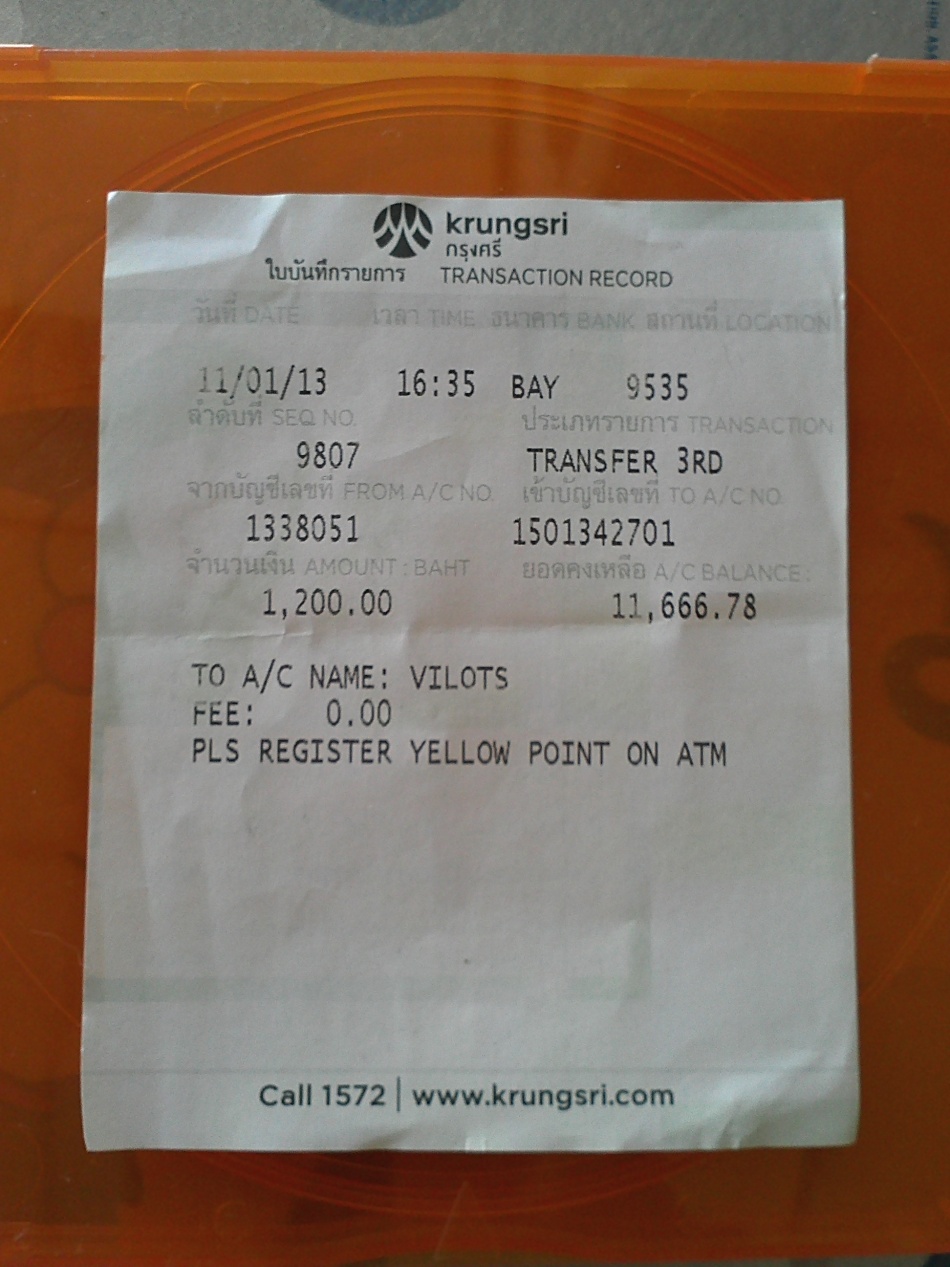 krungsri
กรุงศรี
ใบบันทึกรายการ TRANSACTION RECORD
วันที่ DATE เวลา TIME ธนาคาร BANK สถานที่ LOCATION
11/01/13 16:35 BAY 9535
ลำดับที่ SEQ NO. ประเภทรายการ TRANSACTION
9807 TRANSFER 3RD
จากบัญชีเลขที่ FROM A/C NO. เข้าบัญชีเลขที่ TO A/C NO.
1338051 1501342701
จำนวนเงิน AMOUNT : BAHT ยอดคงเหลือ A/C BALANCE :
1,200.00 11,666.78
TO A/C NAME: VILOTS
FEE: 0.00
PLS REGISTER YELLOW POINT ON ATM
Call 1572 | www.krungsri.com